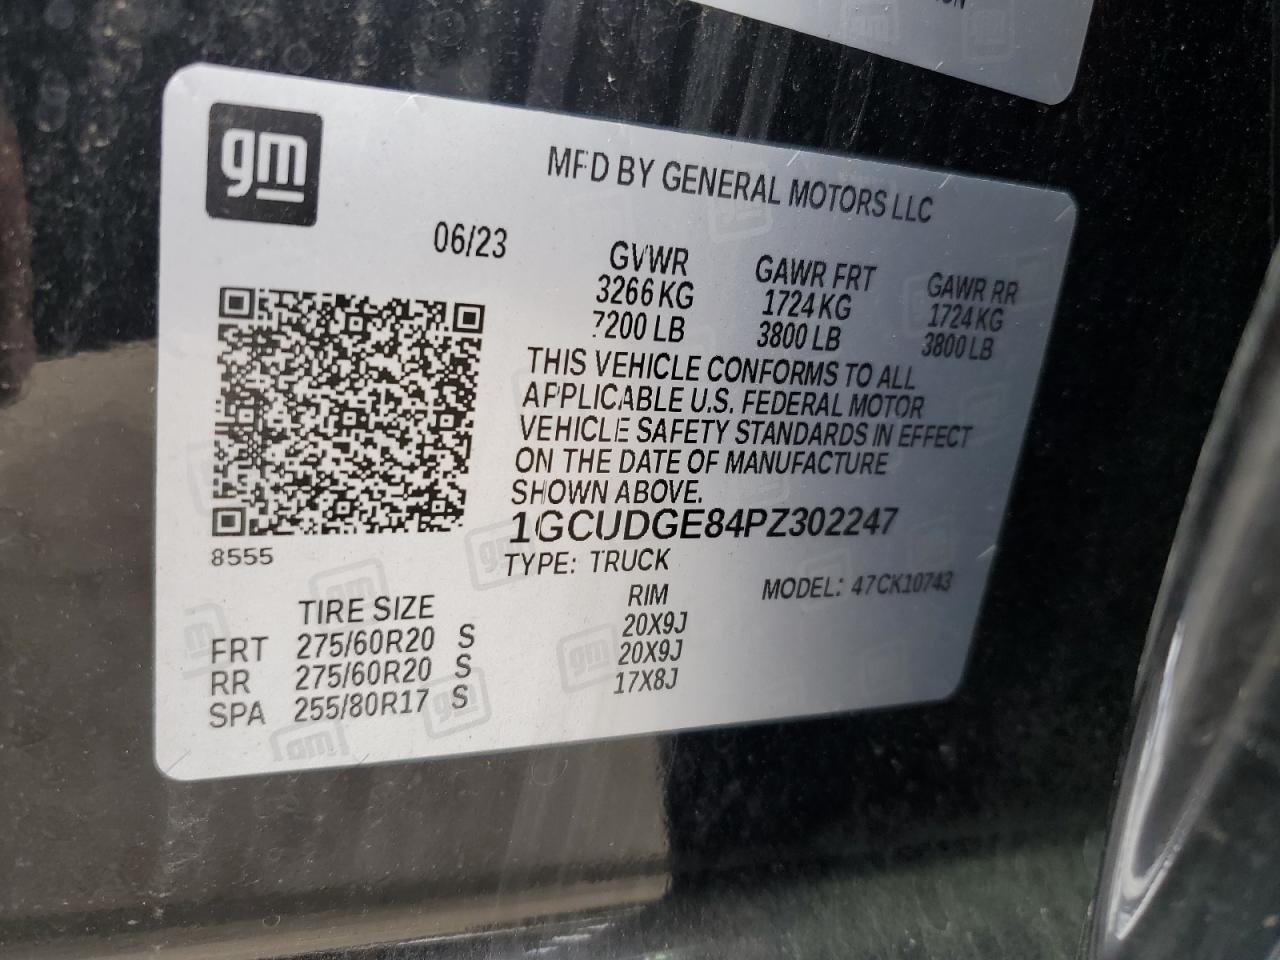 gm
MFD BY GENERAL MOTORS LLC
06/23
GVWR GAWR FRT GAWR RR
3266 KG 1724 KG 1724 KG
7200 LB 3800 LB 3800 LB
THIS VEHICLE CONFORMS TO ALL
APPLICABLE U.S. FEDERAL MOTOR
VEHICLE SAFETY STANDARDS IN EFFECT
ON THE DATE OF MANUFACTURE
SHOWN ABOVE.
1GCUDGE84PZ302247
8555
TYPE: TRUCK MODEL: 47CK10743
TIRE SIZE RIM
FRT 275/60R20 S 20X9J
RR 275/60R20 S 20X9J
SPA 255/80R17 S 17X8J